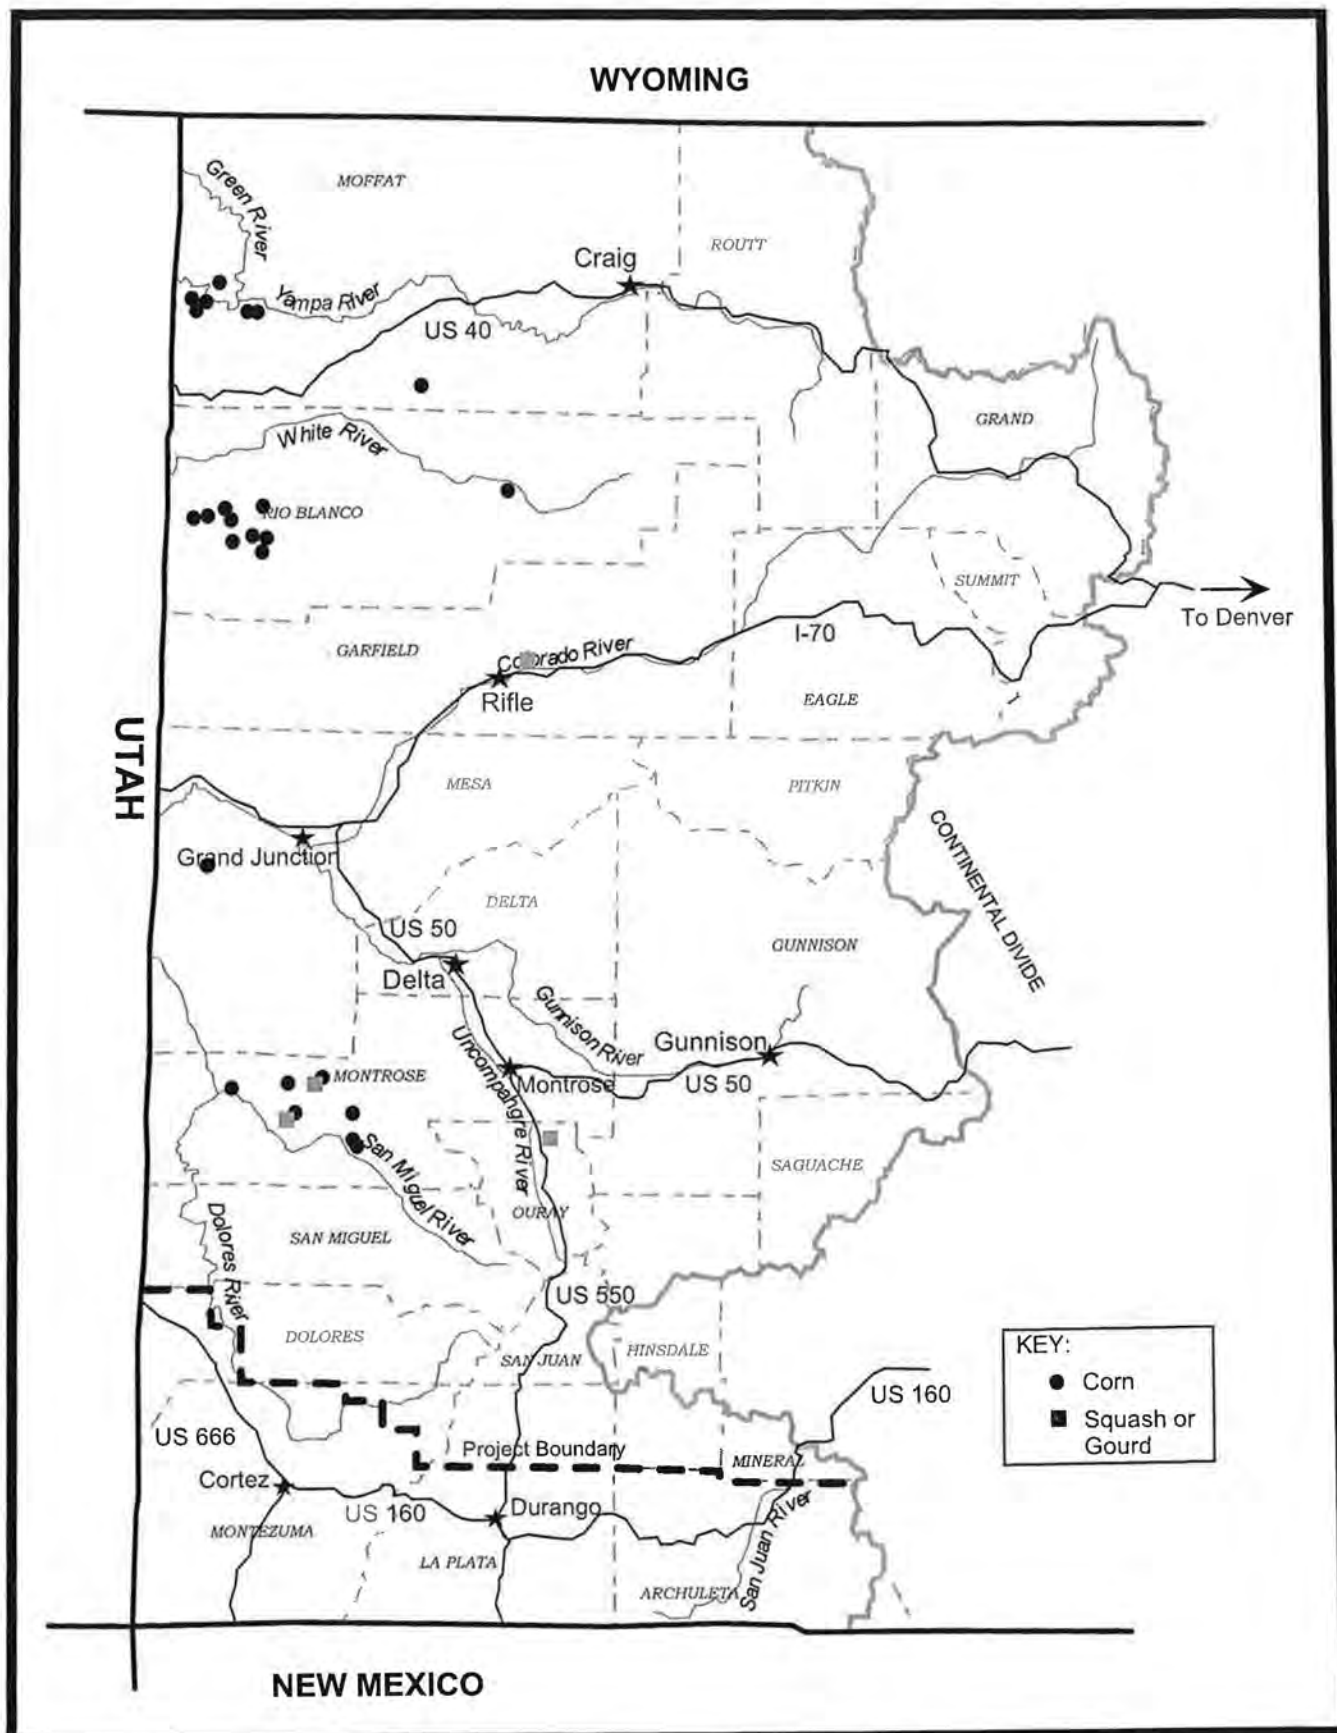 WYOMING
MOFFAT
Green River
ROUTT
Craig
Yampa River
US 40
GRAND
White River
RIO BLANCO
SUMMIT
To Denver
I-70
GARFIELD
Colorado River
Rifle
EAGLE
UTAH
MESA
PITKIN
Grand Junction
CONTINENTAL DIVIDE
DELTA
US 50
GUNNISON
Delta
Gunnison River
Uncompahgre River
Gunnison
MONTROSE
Montrose
US 50
San Miguel River
SAGUACHE
OURAY
Dolores River
SAN MIGUEL
US 550
DOLORES
SAN JUAN
HINSDALE
KEY:
Corn
Squash or
Gourd
US 160
US 666
Project Boundary
MINERAL
Cortez
US 160
Durango
San Juan River
MONTEZUMA
LA PLATA
ARCHULETA
NEW MEXICO